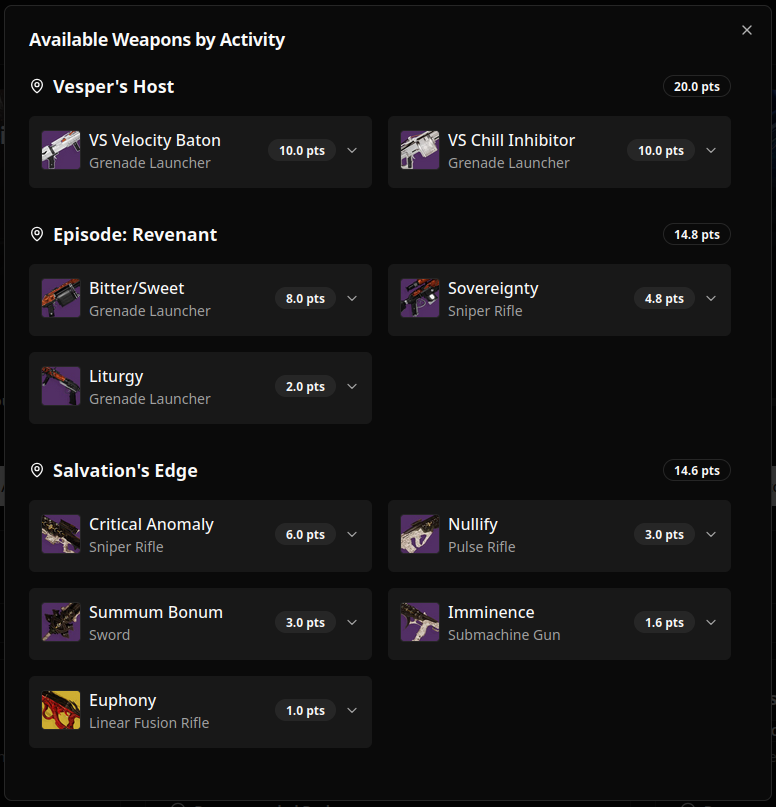 Available Weapons by Activity
Vesper's Host
20.0 pts
VS Velocity Baton
Grenade Launcher
10.0 pts
VS Chill Inhibitor
Grenade Launcher
10.0 pts
Episode: Revenant
14.8 pts
Bitter/Sweet
Grenade Launcher
8.0 pts
Sovereignty
Sniper Rifle
4.8 pts
Liturgy
Grenade Launcher
2.0 pts
Salvation's Edge
14.6 pts
Critical Anomaly
Sniper Rifle
6.0 pts
Nullify
Pulse Rifle
3.0 pts
Summum Bonum
Sword
3.0 pts
Imminence
Submachine Gun
1.6 pts
Euphony
Linear Fusion Rifle
1.0 pts